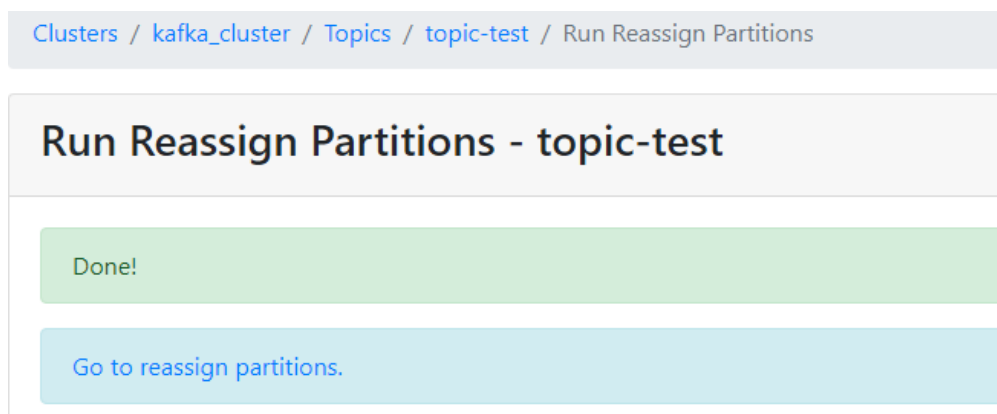 Clusters / kafka_cluster / Topics / topic-test / Run Reassign Partitions
Run Reassign Partitions - topic-test
Done!
Go to reassign partitions.